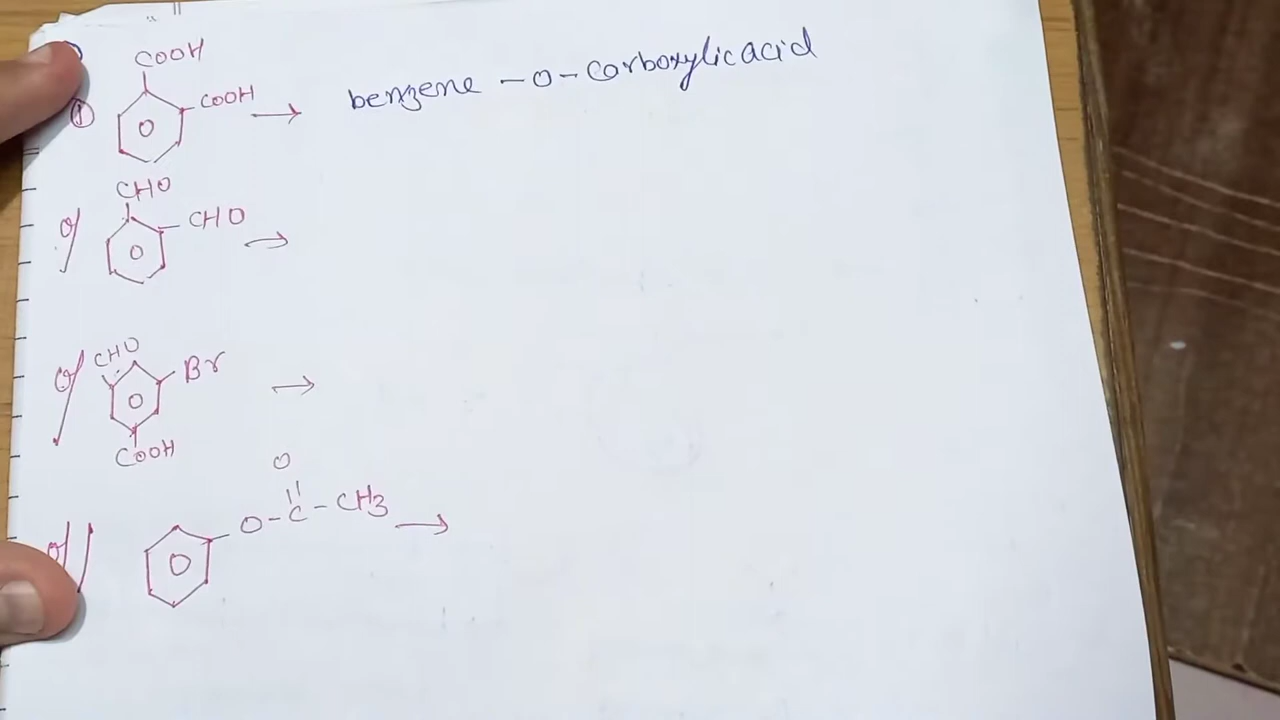 COOH
① COOH → benzene - o - carboxylic acid
CHO
CHO →
CHO Br →
COOH
O
O - C - CH3 →